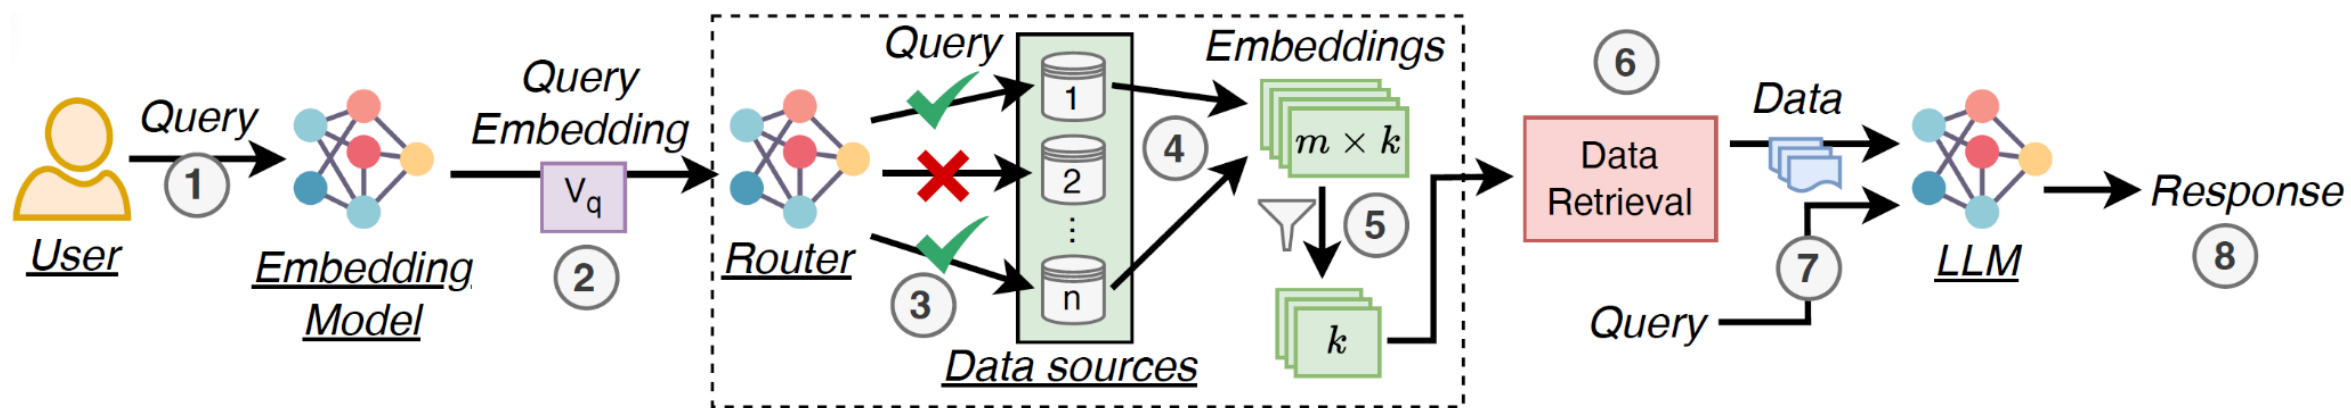 Query
1
User
Embedding
Model
Query
Embedding
Vq
2
Router
Query
3
1
2
⋮
n
Data sources
4
Embeddings
m × k
5
k
6
Data
Retrieval
Data
Query
7
LLM
Response
8